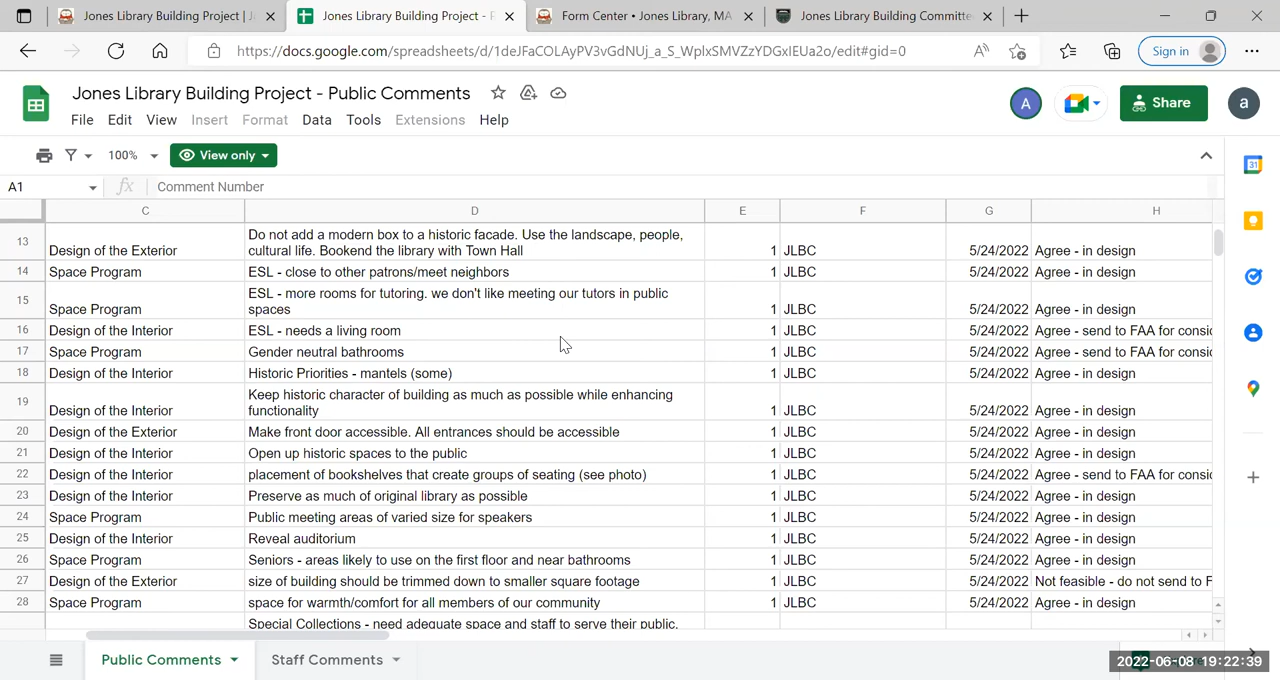 Jones Library Building Project | J
Jones Library Building Project - P
Form Center • Jones Library, MA
Jones Library Building Committe
https://docs.google.com/spreadsheets/d/1deJFaCOLAyPV3vGdNUj_a_S_WplxSMVZzYDGxlEUa2o/edit#gid=0
Sign in
Jones Library Building Project - Public Comments
A
Share
a
File Edit View Insert Format Data Tools Extensions Help
100% View only
31
A1 fx Comment Number
C D E F G H
13 Design of the Exterior Do not add a modern box to a historic facade. Use the landscape, people,
cultural life. Bookend the library with Town Hall 1 JLBC 5/24/2022 Agree - in design
14 Space Program ESL - close to other patrons/meet neighbors 1 JLBC 5/24/2022 Agree - in design
15 Space Program ESL - more rooms for tutoring. we don't like meeting our tutors in public
spaces 1 JLBC 5/24/2022 Agree - in design
16 Design of the Interior ESL - needs a living room 1 JLBC 5/24/2022 Agree - send to FAA for consid
17 Space Program Gender neutral bathrooms 1 JLBC 5/24/2022 Agree - send to FAA for consid
18 Design of the Interior Historic Priorities - mantels (some) 1 JLBC 5/24/2022 Agree - in design
19 Design of the Interior Keep historic character of building as much as possible while enhancing
functionality 1 JLBC 5/24/2022 Agree - in design
20 Design of the Exterior Make front door accessible. All entrances should be accessible 1 JLBC 5/24/2022 Agree - in design
21 Design of the Interior Open up historic spaces to the public 1 JLBC 5/24/2022 Agree - in design
22 Design of the Interior placement of bookshelves that create groups of seating (see photo) 1 JLBC 5/24/2022 Agree - send to FAA for consid
23 Design of the Interior Preserve as much of original library as possible 1 JLBC 5/24/2022 Agree - in design
24 Space Program Public meeting areas of varied size for speakers 1 JLBC 5/24/2022 Agree - in design
25 Design of the Interior Reveal auditorium 1 JLBC 5/24/2022 Agree - in design
26 Space Program Seniors - areas likely to use on the first floor and near bathrooms 1 JLBC 5/24/2022 Agree - in design
27 Design of the Exterior size of building should be trimmed down to smaller square footage 1 JLBC 5/24/2022 Not feasible - do not send to F
28 Space Program space for warmth/comfort for all members of our community 1 JLBC 5/24/2022 Agree - in design
Special Collections - need adequate space and staff to serve their public.
Public Comments Staff Comments
2022-06-08 19:22:39